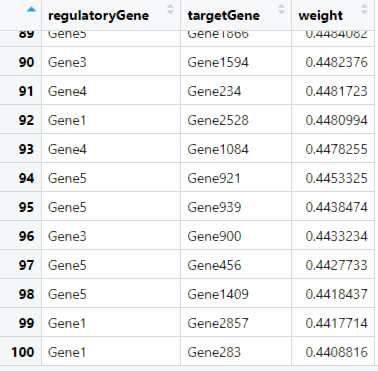 regulatoryGene targetGene weight
89 Gene5 Gene1866 0.4484082
90 Gene3 Gene1594 0.4482376
91 Gene4 Gene234 0.4481723
92 Gene1 Gene2528 0.4480994
93 Gene4 Gene1084 0.4478255
94 Gene5 Gene921 0.4453325
95 Gene5 Gene939 0.4438474
96 Gene3 Gene900 0.4433234
97 Gene5 Gene456 0.4427733
98 Gene5 Gene1409 0.4418437
99 Gene1 Gene2857 0.4417714
100 Gene1 Gene283 0.4408816